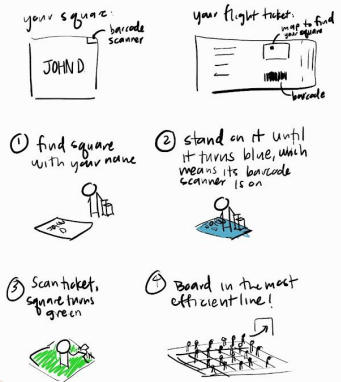 your square:
barcode
scanner
JOHN D.
your flight ticket:
map to find
your square
barcode
① find square
with your name
② stand on it until
it turns blue, which
means its barcode
scanner is on
③ Scan ticket,
square turns
green
④ Board in the most
efficient line!